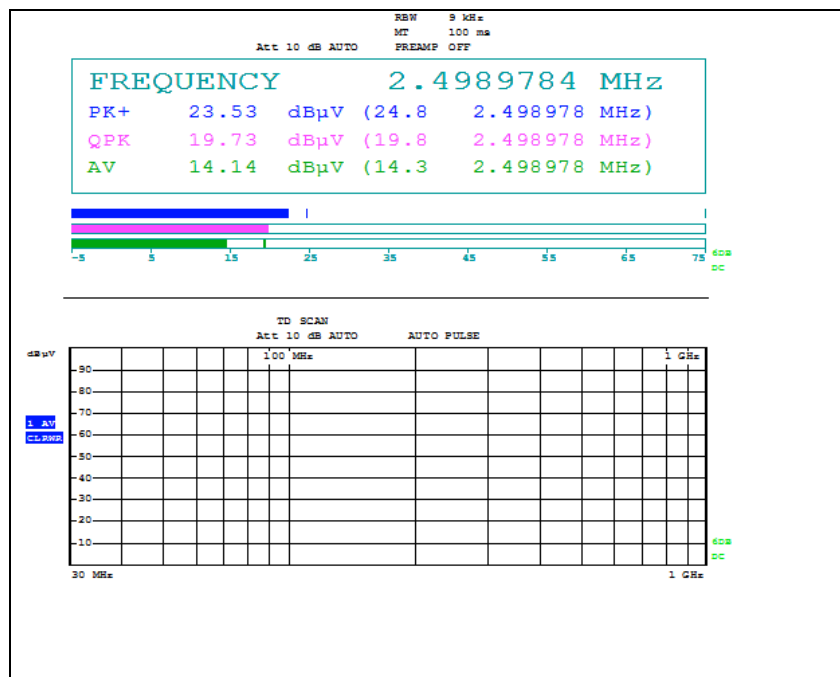 RBW 9 kHz
MT 100 ms
Att 10 dB AUTO PREAMP OFF
FREQUENCY 2.4989784 MHz
PK+ 23.53 dBµV (24.8 2.498978 MHz)
QPK 19.73 dBµV (19.8 2.498978 MHz)
AV 14.14 dBµV (14.3 2.498978 MHz)
-5 5 15 25 35 45 55 65 75
6DB
DC
TD SCAN
Att 10 dB AUTO AUTO PULSE
dBµV 100 MHz 1 GHz
90
80
70
1 AV
60
CLRWR
50
40
30
20
10
6DB
DC
30 MHz 1 GHz